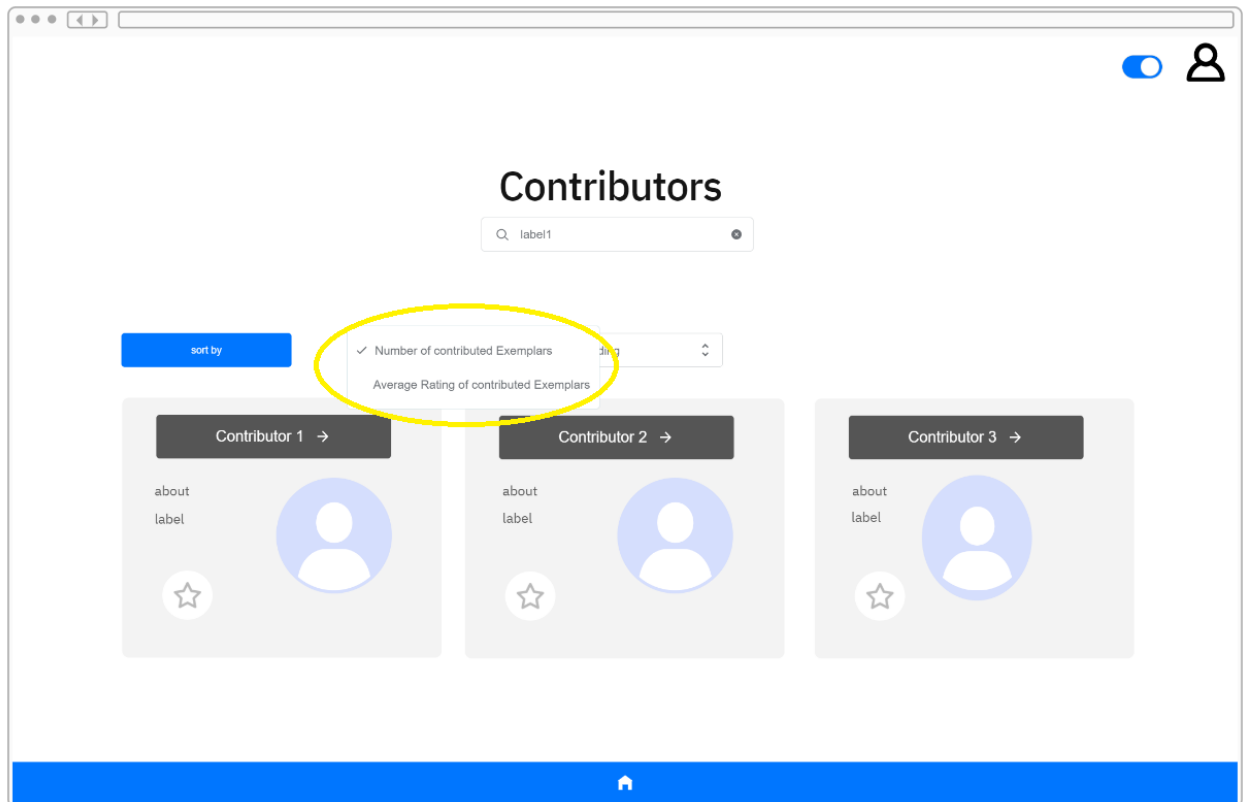 Contributors
label1
sort by
Number of contributed Exemplars
ding
Average Rating of contributed Exemplars
Contributor 1 →
Contributor 2 →
Contributor 3 →
about
label
about
label
about
label